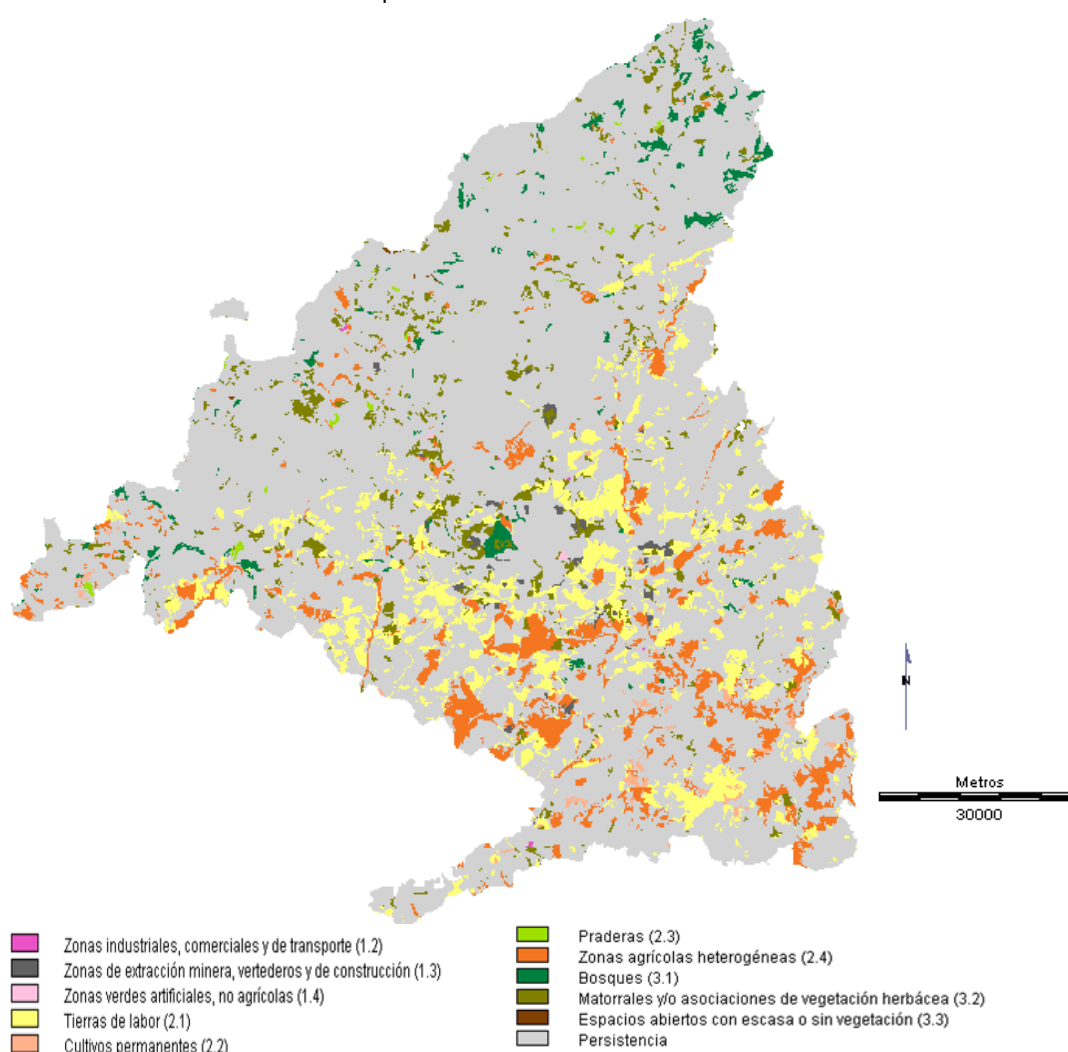 N
Metros
30000
Zonas industriales, comerciales y de transporte (1.2)
Zonas de extracción minera, vertederos y de construcción (1.3)
Zonas verdes artificiales, no agrícolas (1.4)
Tierras de labor (2.1)
Cultivos permanentes (2.2)
Praderas (2.3)
Zonas agrícolas heterogéneas (2.4)
Bosques (3.1)
Matorrales y/o asociaciones de vegetación herbácea (3.2)
Espacios abiertos con escasa o sin vegetación (3.3)
Persistencia